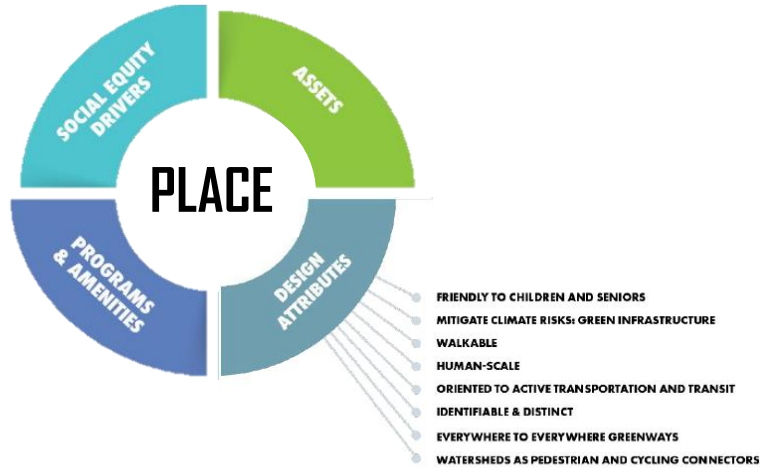 SOCIAL EQUITY
DRIVERS
ASSETS
PLACE
PROGRAMS
& AMENITIES
DESIGN
ATTRIBUTES
FRIENDLY TO CHILDREN AND SENIORS
MITIGATE CLIMATE RISKS: GREEN INFRASTRUCTURE
WALKABLE
HUMAN-SCALE
ORIENTED TO ACTIVE TRANSPORTATION AND TRANSIT
IDENTIFIABLE & DISTINCT
EVERYWHERE TO EVERYWHERE GREENWAYS
WATERSHEDS AS PEDESTRIAN AND CYCLING CONNECTORS